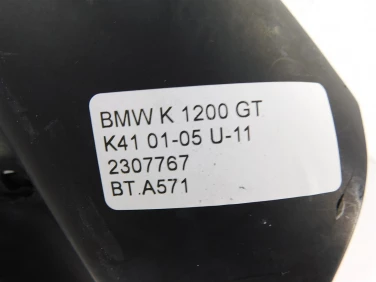 BMW K 1200 GT
K41 01-05 U-11
2307767
BT.A571